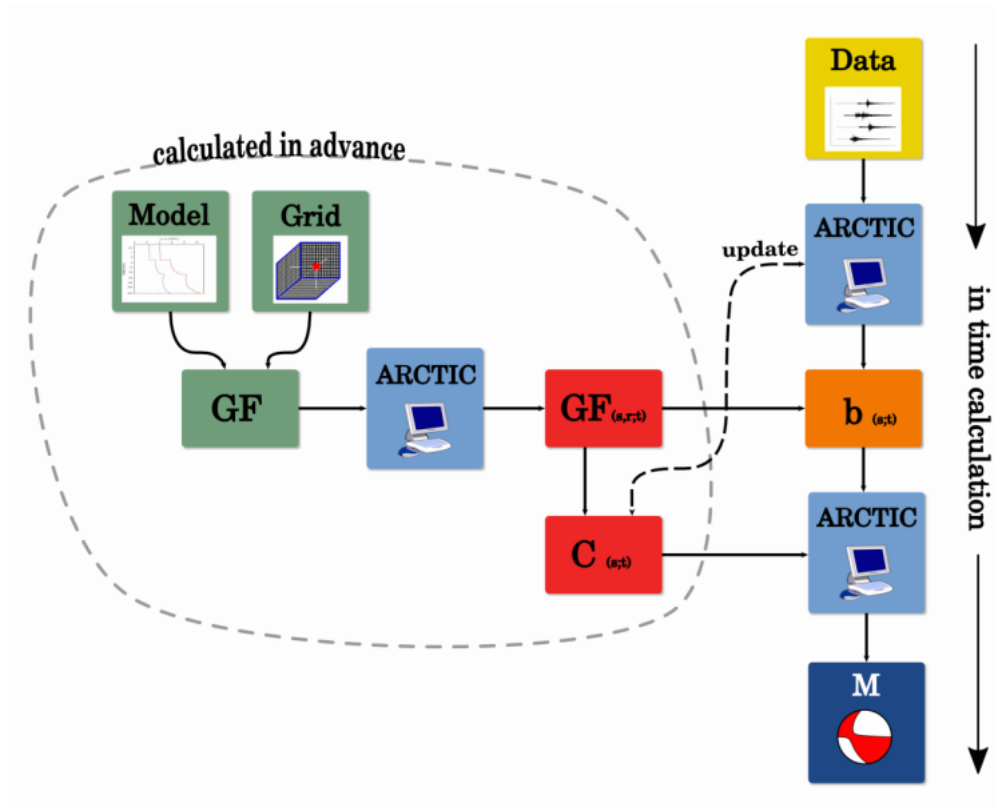 Data
calculated in advance
Model
Grid
ARCTIC
update
GF
ARCTIC
GF(s,r;t)
b (s;t)
in time calculation
C (s;t)
ARCTIC
M